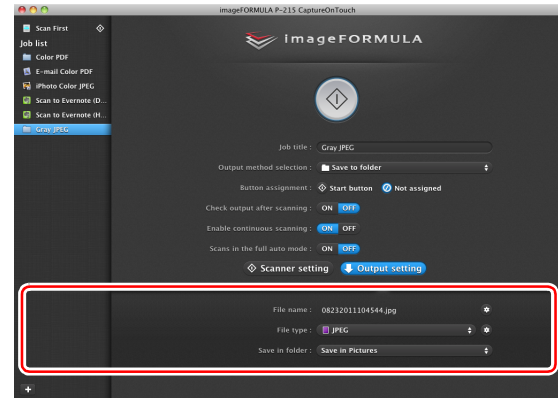 imageFORMULA P-215 CaptureOnTouch
Scan First
Job list
Color PDF
E-mail Color PDF
iPhoto Color JPEG
Scan to Evernote (D...
Scan to Evernote (H...
Gray JPEG
imageFORMULA
Job title : Gray JPEG
Output method selection : Save to folder
Button assignment : Start button Not assigned
Check output after scanning : ON OFF
Enable continuous scanning : ON OFF
Scans in the full auto mode : ON OFF
Scanner setting Output setting
File name : 08232011104544.jpg
File type : JPEG
Save in folder : Save in Pictures